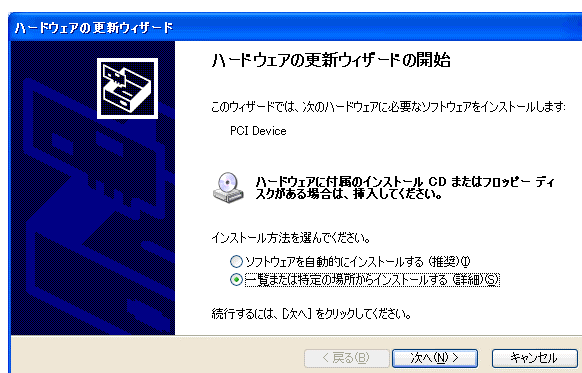 ハードウェアの更新ウィザード
ハードウェアの更新ウィザードの開始
このウィザードでは、次のハードウェアに必要なソフトウェアをインストールします:
PCI Device
ハードウェアに付属のインストール CD またはフロッピー ディ
スクがある場合は、挿入してください。
インストール方法を選んでください。
ソフトウェアを自動的にインストールする (推奨)(I)
一覧または特定の場所からインストールする (詳細)(S)
続行するには、[次へ] をクリックしてください。
< 戻る(B)
次へ(N) >
キャンセル